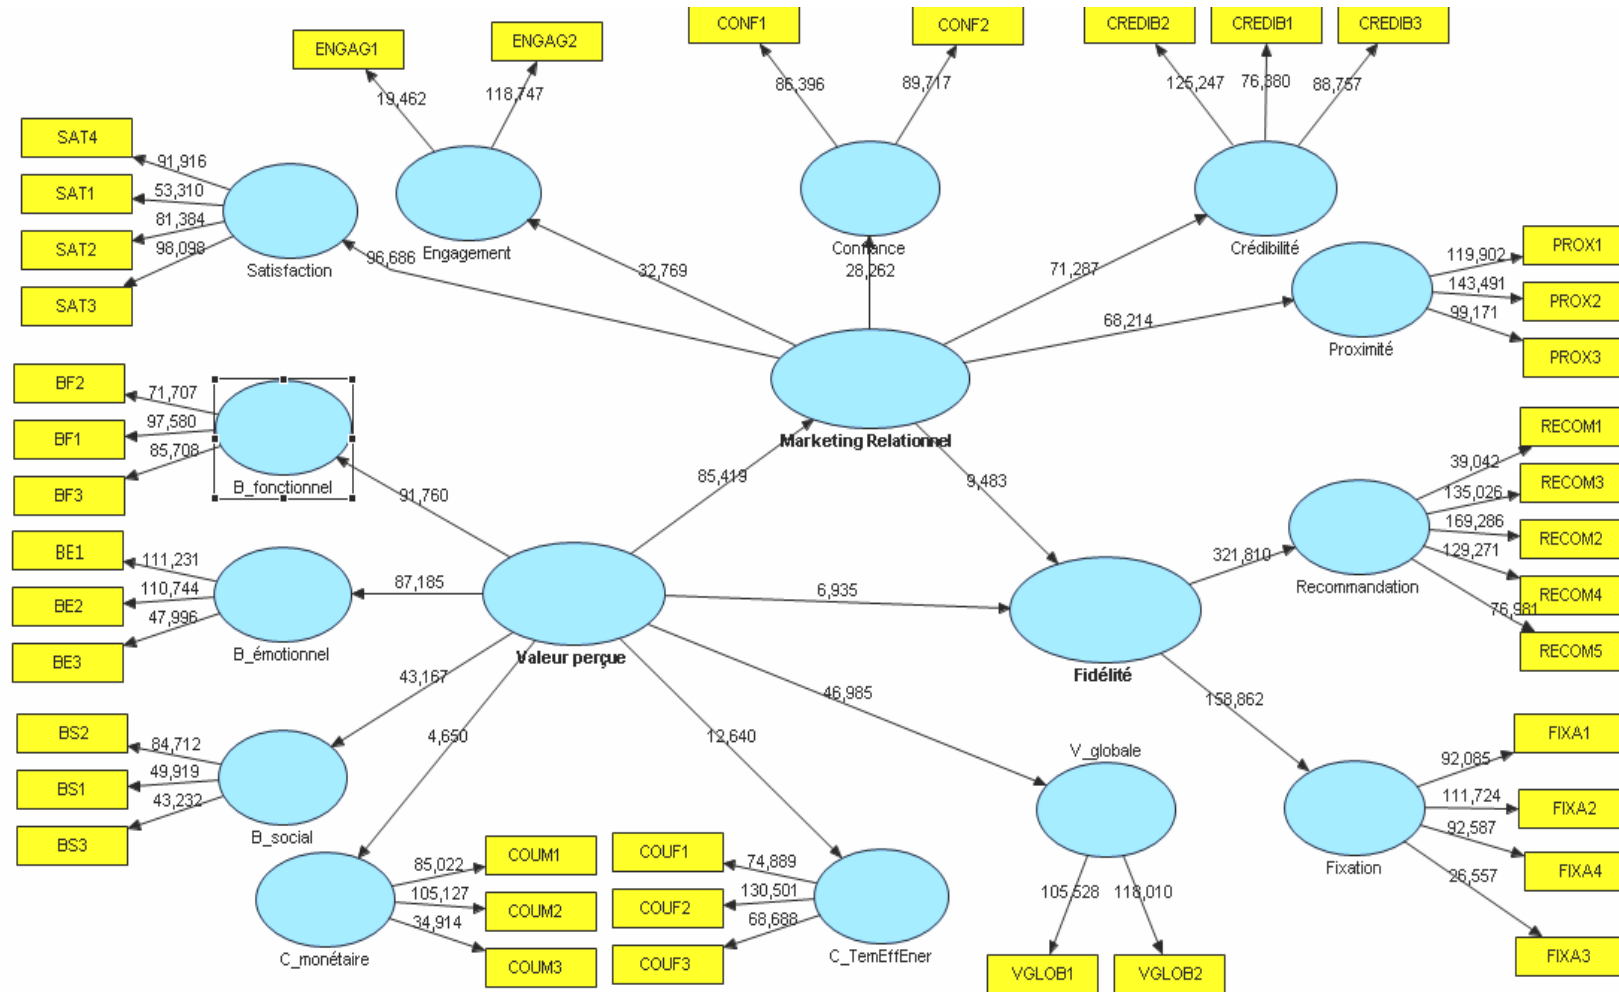 CONF1
CONF2
CREDIB2
CREDIB1
CREDIB3
ENGAG1
ENGAG2
86,396
89,717
125,247
76,380
88,757
19,462
118,747
SAT4
91,916
SAT1
53,310
SAT2
81,384
98,098
SAT3
Satisfaction
Engagement
Confiance
Crédibilité
96,686
32,769
28,262
71,287
68,214
PROX1
119,902
PROX2
143,491
99,171
PROX3
Proximité
BF2
71,707
BF1
97,580
85,708
BF3
B_fonctionnel
Marketing Relationnel
91,760
85,419
9,483
RECOM1
39,042
RECOM3
135,026
RECOM2
169,286
129,271
RECOM4
76,981
RECOM5
321,810
Recommandation
BE1
111,231
BE2
110,744
47,996
BE3
B_émotionnel
87,185
6,935
Valeur perçue
Fidélité
43,167
4,650
12,640
46,985
158,862
BS2
84,712
BS1
49,919
43,232
BS3
B_social
V_globale
FIXA1
92,085
FIXA2
111,724
92,587
FIXA4
26,557
FIXA3
Fixation
COUM1
85,022
COUM2
105,127
34,914
COUM3
C_monétaire
COUF1
74,889
COUF2
130,501
68,688
COUF3
C_TemEffEner
105,528
118,010
VGLOB1
VGLOB2